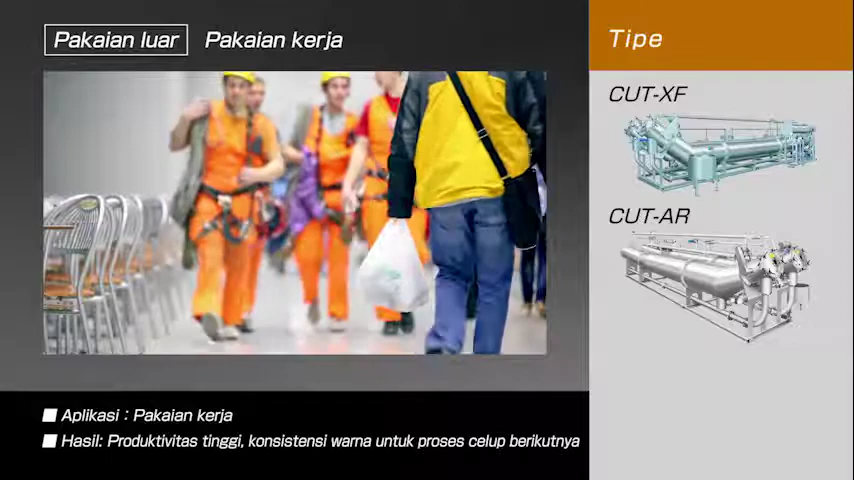 Pakaian luar Pakaian kerja
Tipe
CUT-XF
CUT-AR
■ Aplikasi : Pakaian kerja
■ Hasil: Produktivitas tinggi, konsistensi warna untuk proses celup berikutnya